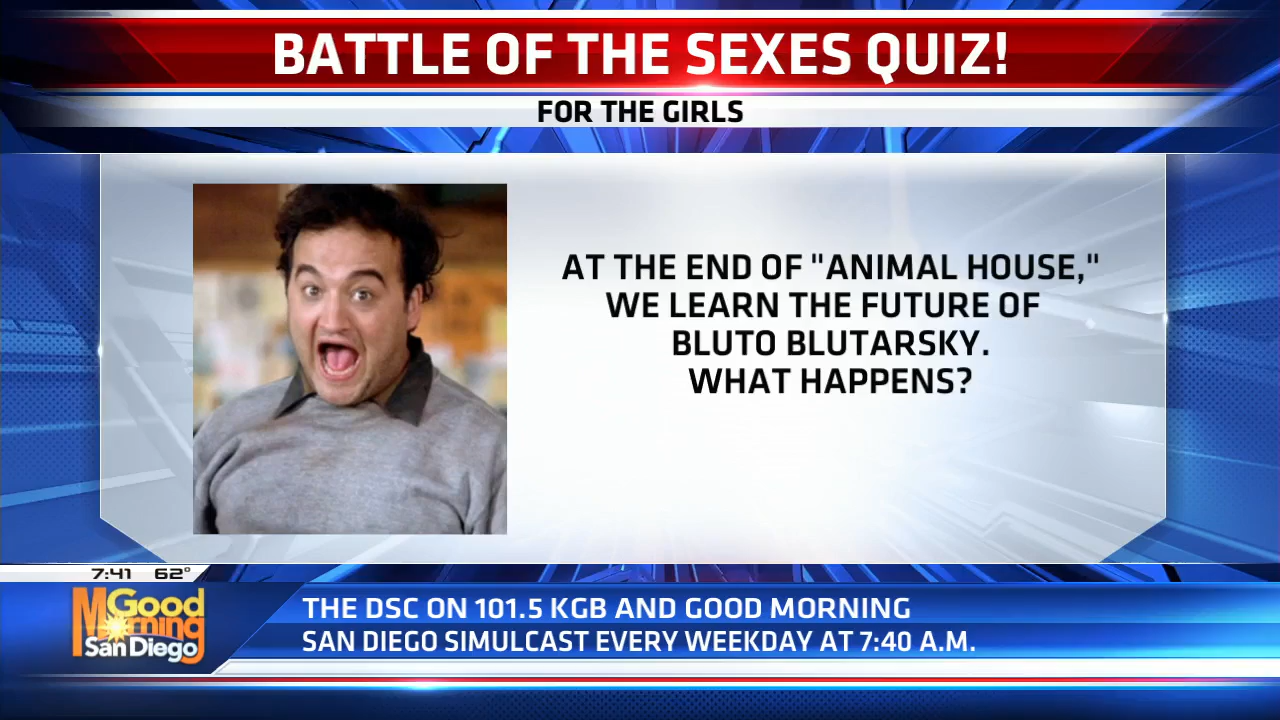 BATTLE OF THE SEXES QUIZ!
FOR THE GIRLS
AT THE END OF "ANIMAL HOUSE,"
WE LEARN THE FUTURE OF
BLUTO BLUTARSKY.
WHAT HAPPENS?
7:41 62°
Good
Morning
San Diego
THE DSC ON 101.5 KGB AND GOOD MORNING
SAN DIEGO SIMULCAST EVERY WEEKDAY AT 7:40 A.M.